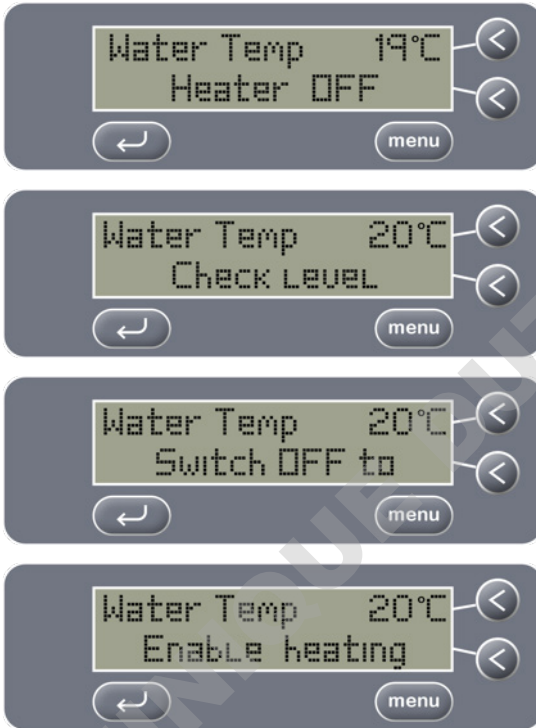 Water Temp 19°C
Heater OFF
menu
Water Temp 20°C
Check LEVEL
menu
Water Temp 20°C
Switch OFF to
menu
Water Temp 20°C
Enable heating
menu